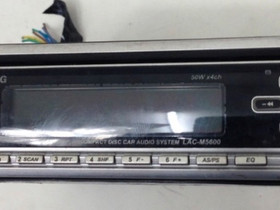 G
50W x4ch
COMPACT DISC CAR AUDIO SYSTEM LAC-M5600
2 SCAN 3 RPT 4 SHF 5 F- 6 F+ AS/PS EQ